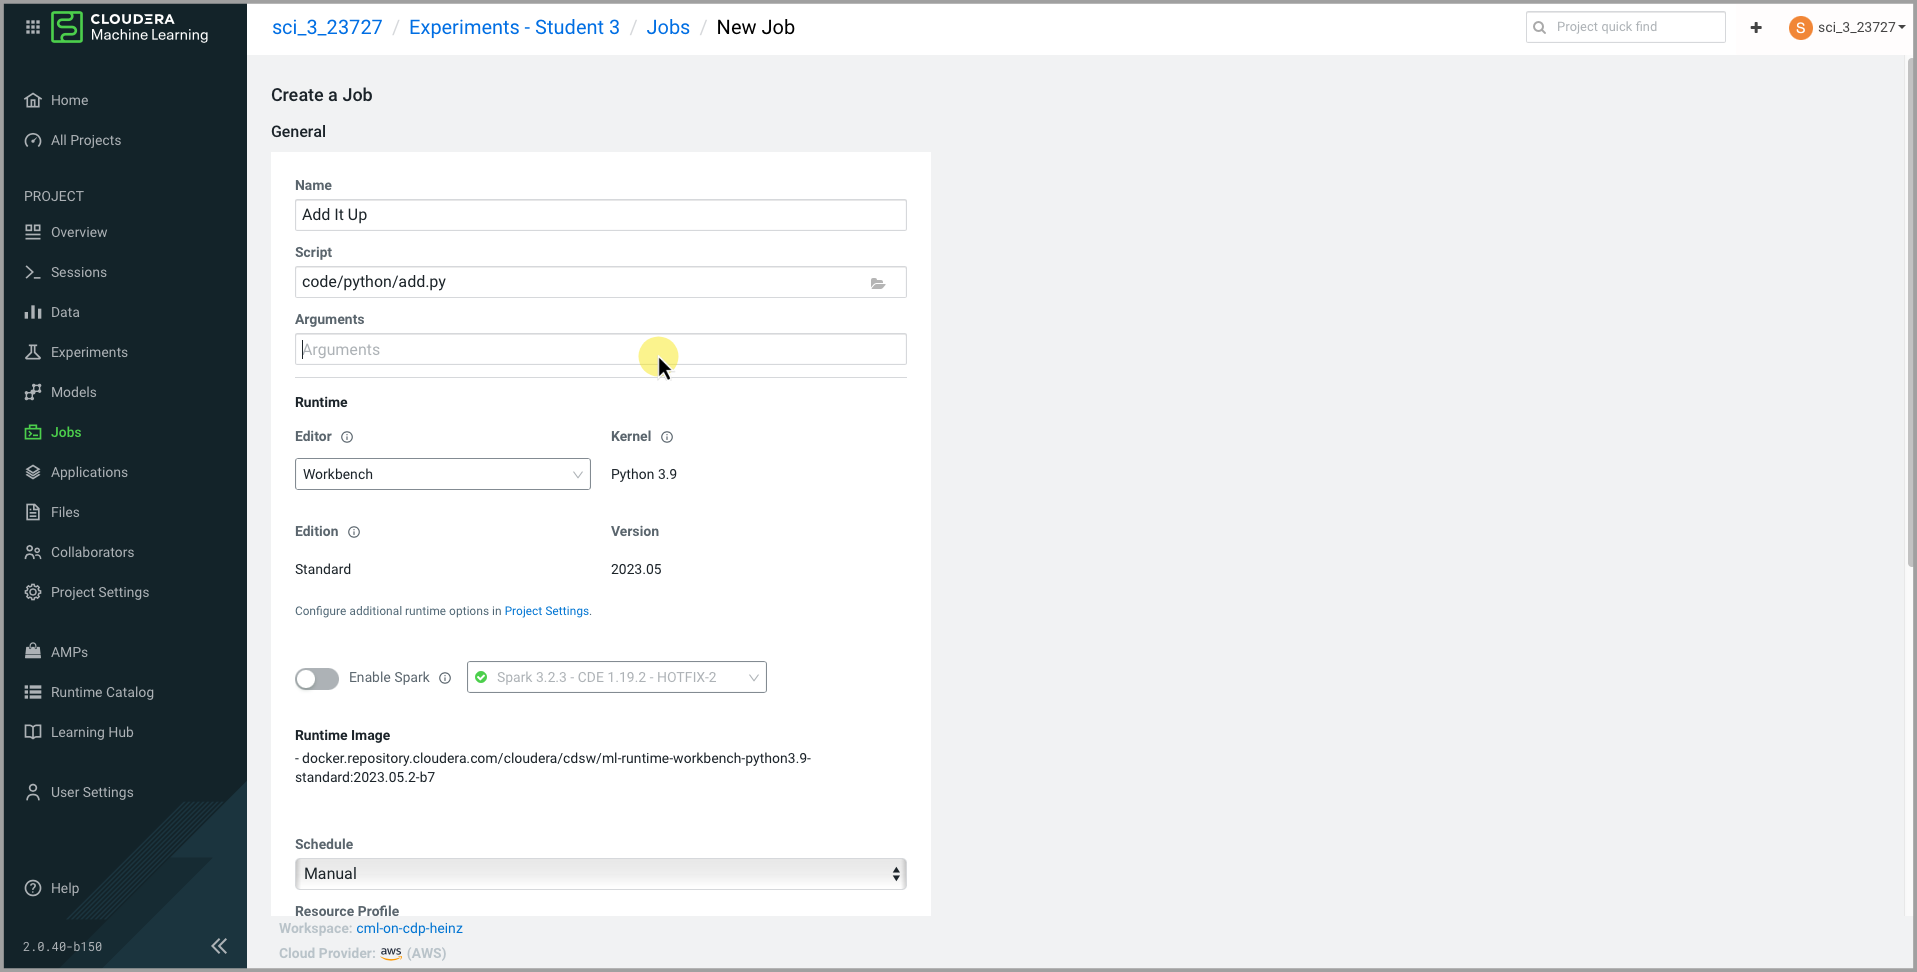 CLOUDERA
Machine Learning
sci_3_23727 / Experiments - Student 3 / Jobs / New Job
Project quick find
S sci_3_23727
Home
All Projects
PROJECT
Overview
Sessions
Data
Experiments
Models
Jobs
Applications
Files
Collaborators
Project Settings
AMPs
Runtime Catalog
Learning Hub
User Settings
Help
2.0.40-b150
Create a Job
General
Name
Add It Up
Script
code/python/add.py
Arguments
Arguments
Runtime
Editor Kernel
Workbench Python 3.9
Edition Version
Standard 2023.05
Configure additional runtime options in Project Settings.
Enable Spark Spark 3.2.3 - CDE 1.19.2 - HOTFIX-2
Runtime Image
- docker.repository.cloudera.com/cloudera/cdsw/ml-runtime-workbench-python3.9-
standard:2023.05.2-b7
Schedule
Manual
Resource Profile
Workspace: cml-on-cdp-heinz
Cloud Provider: aws (AWS)